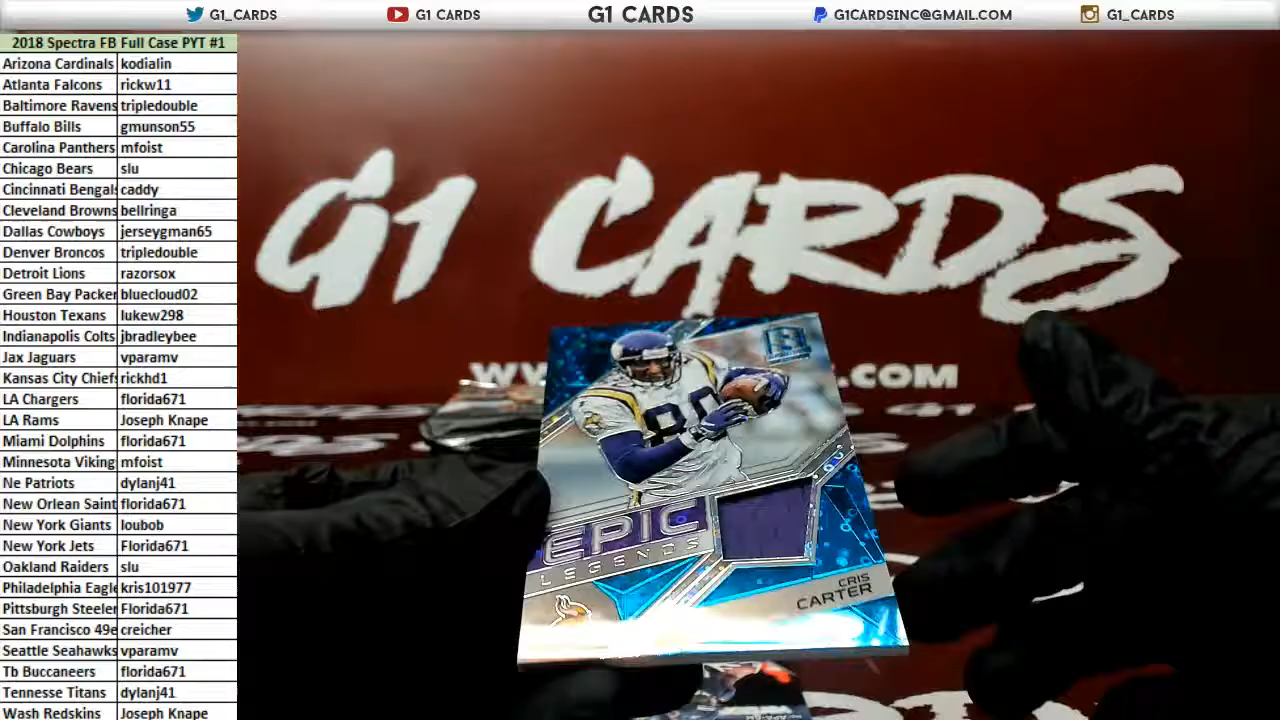 G1_CARDS
G1 CARDS
G1 CARDS
G1CARDSINC@GMAIL.COM
G1_CARDS
2018 Spectra FB Full Case PYT #1
Arizona Cardinals kodialin
Atlanta Falcons rickw11
Baltimore Ravens tripledouble
Buffalo Bills gmunson55
Carolina Panthers mfoist
Chicago Bears slu
Cincinnati Bengals caddy
Cleveland Browns bellringa
Dallas Cowboys jerseygman65
Denver Broncos tripledouble
Detroit Lions razorsox
Green Bay Packer bluecloud02
Houston Texans lukew298
Indianapolis Colts jbradleybee
Jax Jaguars vparamv
Kansas City Chiefs rickhd1
LA Chargers florida671
LA Rams Joseph Knape
Miami Dolphins florida671
Minnesota Viking mfoist
Ne Patriots dylanj41
New Orlean Saint florida671
New York Giants loubob
New York Jets Florida671
Oakland Raiders slu
Philadelphia Eagle kris101977
Pittsburgh Steeler Florida671
San Francisco 49e creicher
Seattle Seahawks vparamv
Tb Buccaneers florida671
Tennesse Titans dylanj41
Wash Redskins Joseph Knape
G1 CARDS
.COM
80
EPIC
LEGENDS
CRIS
CARTER